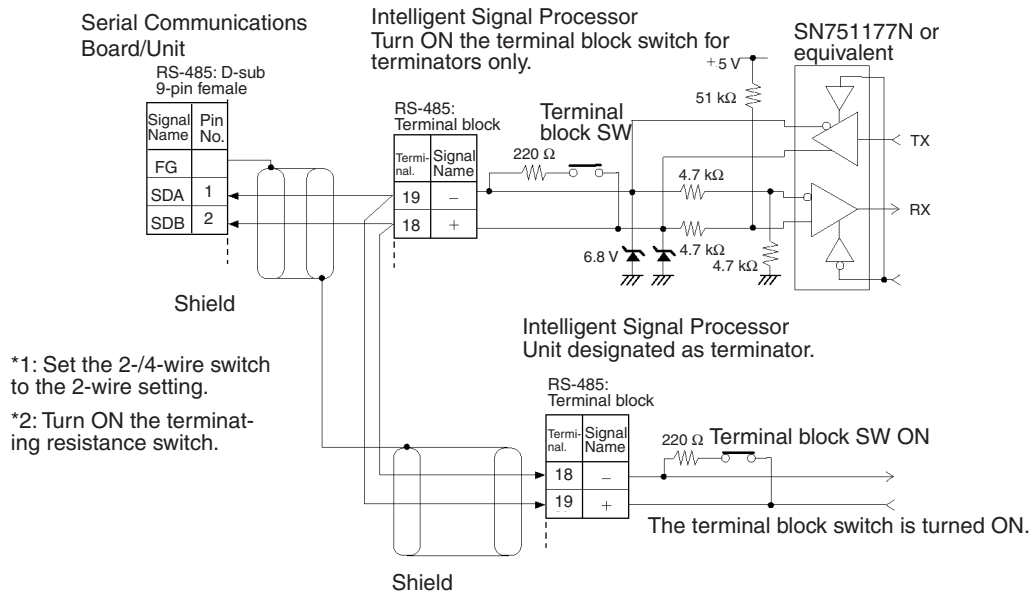 Serial Communications
Board/Unit
RS-485: D-sub
9-pin female
Signal Name Pin No.
FG
SDA 1
SDB 2
Shield
Intelligent Signal Processor
Turn ON the terminal block switch for
terminators only.
RS-485:
Terminal block
Termi-
nal. Signal
Name
19 −
18 +
Terminal
block SW
220 Ω
+5 V
51 kΩ
4.7 kΩ
4.7 kΩ
4.7 kΩ
6.8 V
SN751177N or
equivalent
TX
RX
*1: Set the 2-/4-wire switch
to the 2-wire setting.
*2: Turn ON the terminat-
ing resistance switch.
Intelligent Signal Processor
Unit designated as terminator.
RS-485:
Terminal block
Termi-
nal. Signal
Name
18 −
19 +
220 Ω Terminal block SW ON
The terminal block switch is turned ON.
Shield